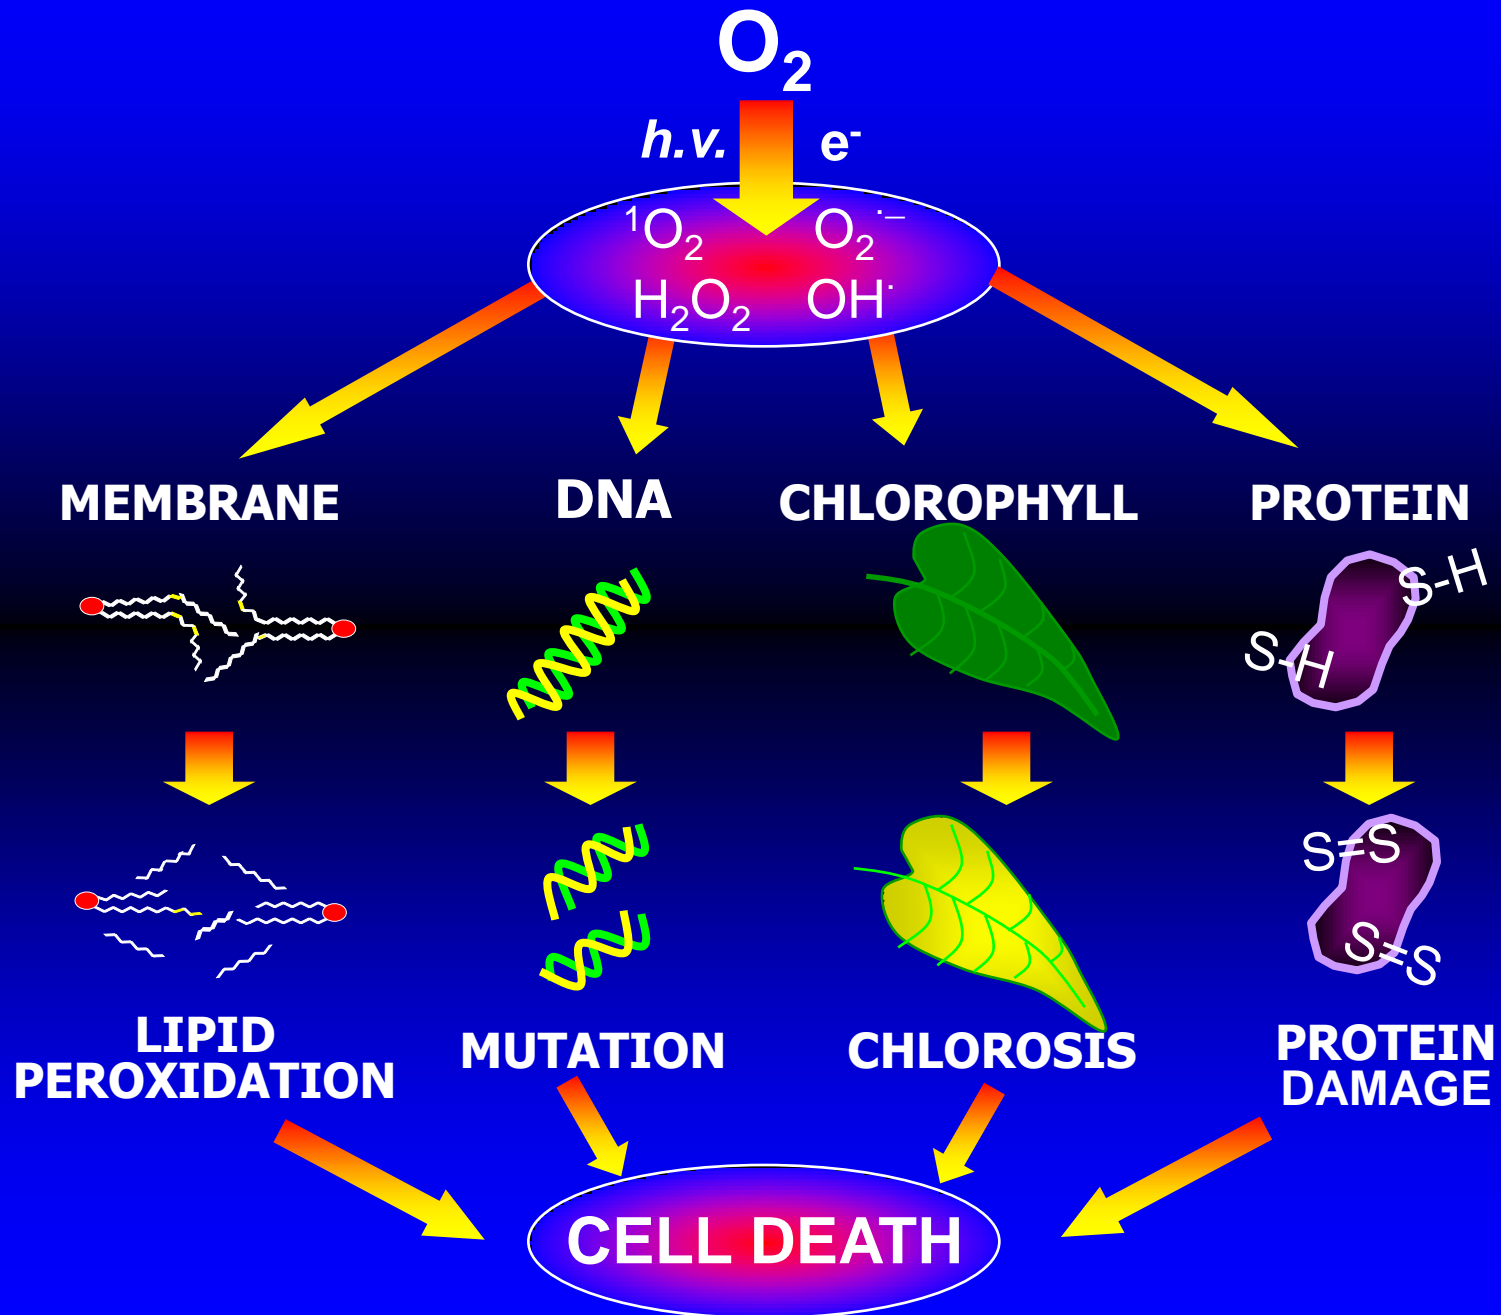 O₂
h.v. e⁻
¹O₂ O₂˙⁻
H₂O₂ OH˙
MEMBRANE DNA CHLOROPHYLL PROTEIN
S-H
S-H
S=S
S=S
LIPID
PEROXIDATION
MUTATION
CHLOROSIS
PROTEIN
DAMAGE
CELL DEATH